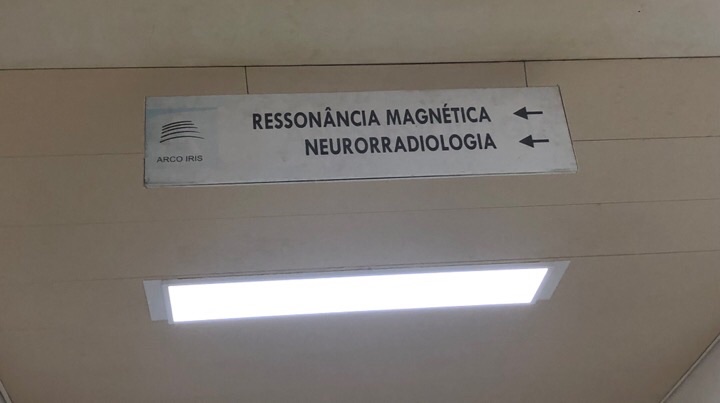 RESSONÂNCIA MAGNÉTICA ←
NEURORRADIOLOGIA ←
ARCO IRIS